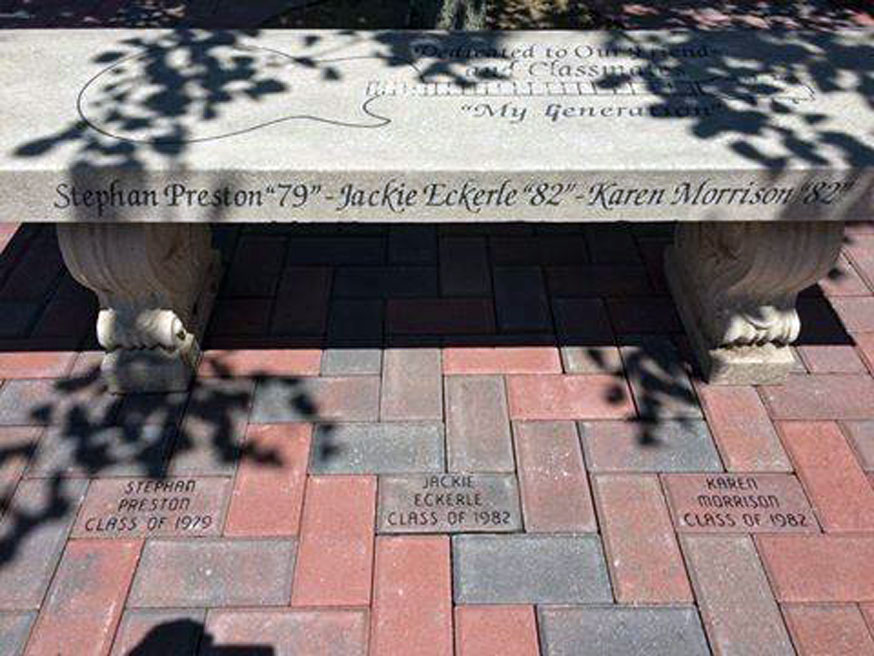 Dedicated to Our Friends
and Classmates
"My Generation"
Stephan Preston "79" - Jackie Eckerle "82" - Karen Morrison "82"
STEPHAN
PRESTON
CLASS OF 1979
JACKIE
ECKERLE
CLASS OF 1982
KAREN
MORRISON
CLASS OF 1982